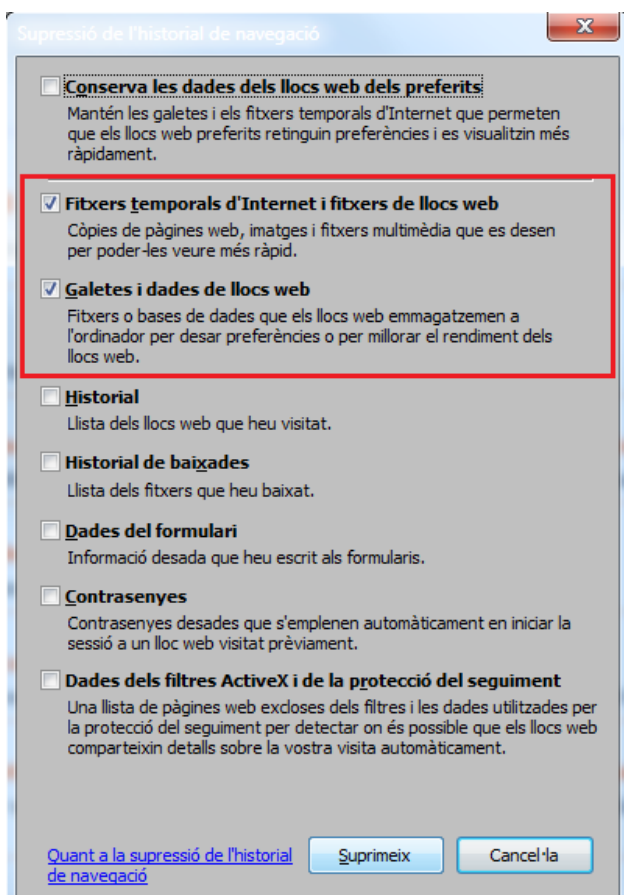 Supressió de l'historial de navegació
Conserva les dades dels llocs web dels preferits
Mantén les galetes i els fitxers temporals d'Internet que permeten
que els llocs web preferits retinguin preferències i es visualitzin més
ràpidament.
Fitxers temporals d'Internet i fitxers de llocs web
Còpies de pàgines web, imatges i fitxers multimèdia que es desen
per poder-les veure més ràpid.
Galetes i dades de llocs web
Fitxers o bases de dades que els llocs web emmagatzemen a
l'ordinador per desar preferències o per millorar el rendiment dels
llocs web.
Historial
Llista dels llocs web que heu visitat.
Historial de baixades
Llista dels fitxers que heu baixat.
Dades del formulari
Informació desada que heu escrit als formularis.
Contrasenyes
Contrasenyes desades que s'emplenen automàticament en iniciar la
sessió a un lloc web visitat prèviament.
Dades dels filtres ActiveX i de la protecció del seguiment
Una llista de pàgines web excloses dels filtres i les dades utilitzades per
la protecció del seguiment per detectar on és possible que els llocs web
comparteixin detalls sobre la vostra visita automàticament.
Quant a la supressió de l'historial
de navegació
Suprimeix
Cancel·la